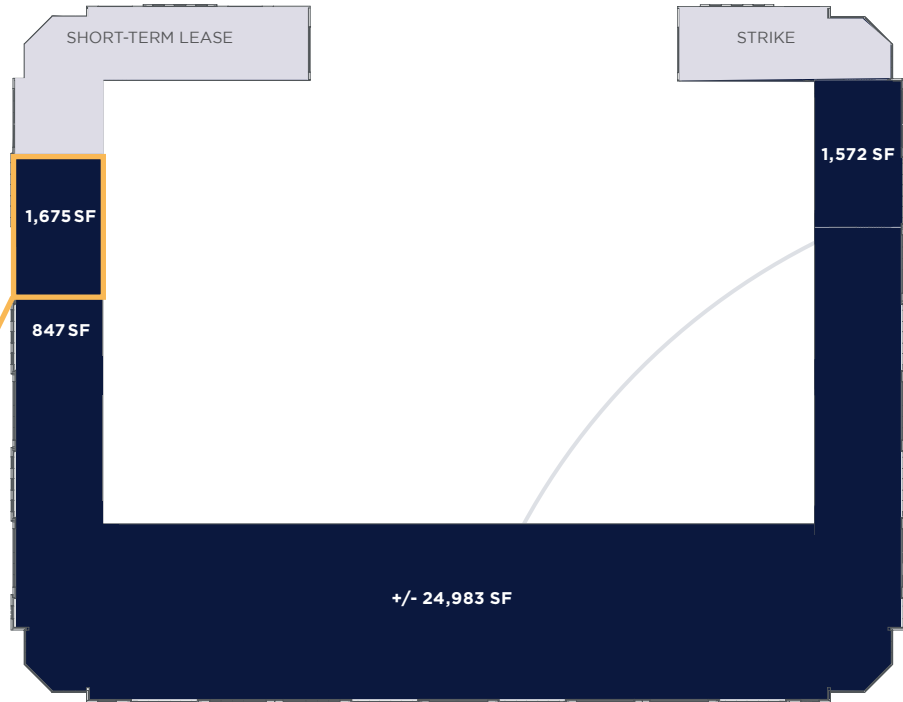 SHORT-TERM LEASE
STRIKE
1,572 SF
1,675 SF
847 SF
+/- 24,983 SF